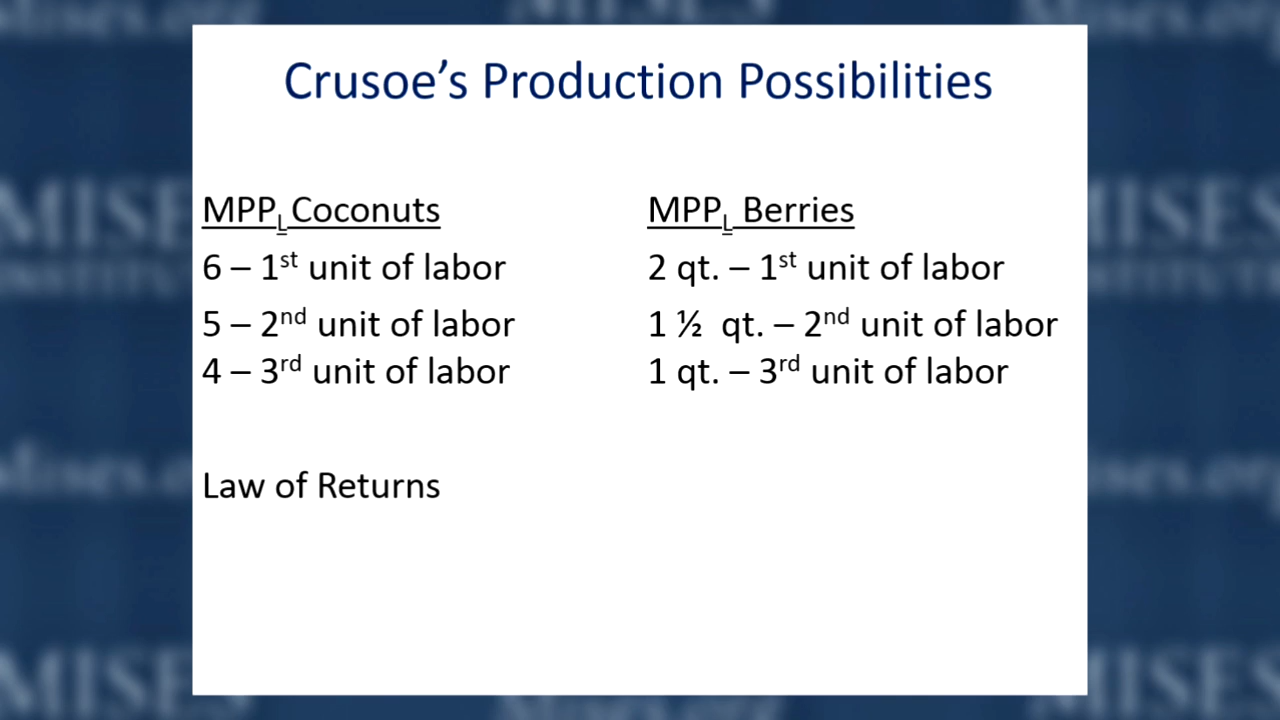 Crusoe’s Production Possibilities
MPP_L Coconuts
6 – 1st unit of labor
5 – 2nd unit of labor
4 – 3rd unit of labor
MPP_L Berries
2 qt. – 1st unit of labor
1 ½ qt. – 2nd unit of labor
1 qt. – 3rd unit of labor
Law of Returns